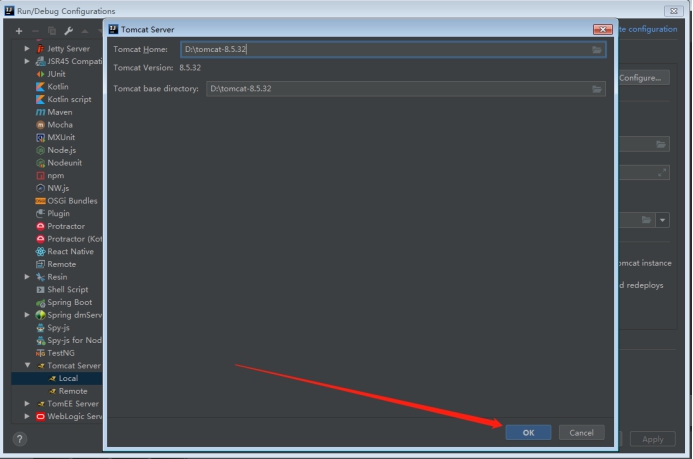 Run/Debug Configurations
Tomcat Server
Tomcat Home: D:\tomcat-8.5.32
Tomcat Version: 8.5.32
Tomcat base directory: D:\tomcat-8.5.32
OK
Cancel
Jetty Server
JSR45 Compati
JUnit
Kotlin
Kotlin script
Maven
Mocha
MXUnit
Node.js
Nodeunit
npm
NW.js
OSGi Bundles
Plugin
Protractor
Protractor (Kot
React Native
Remote
Resin
Shell Script
Spring Boot
Spring dmServ
Spy-js
Spy-js for Nod
TestNG
Tomcat Server
Local
Remote
TomEE Server
WebLogic Serv
?
te configuration
Configure...
omcat instance
d redeploys
Apply